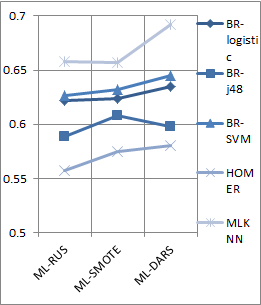 0.7
0.65
0.6
0.55
0.5
ML-RUS
ML-SMOTE
ML-DARS
BR-
logisti
c
BR-
j48
BR-
SVM
HOM
ER
MLK
NN